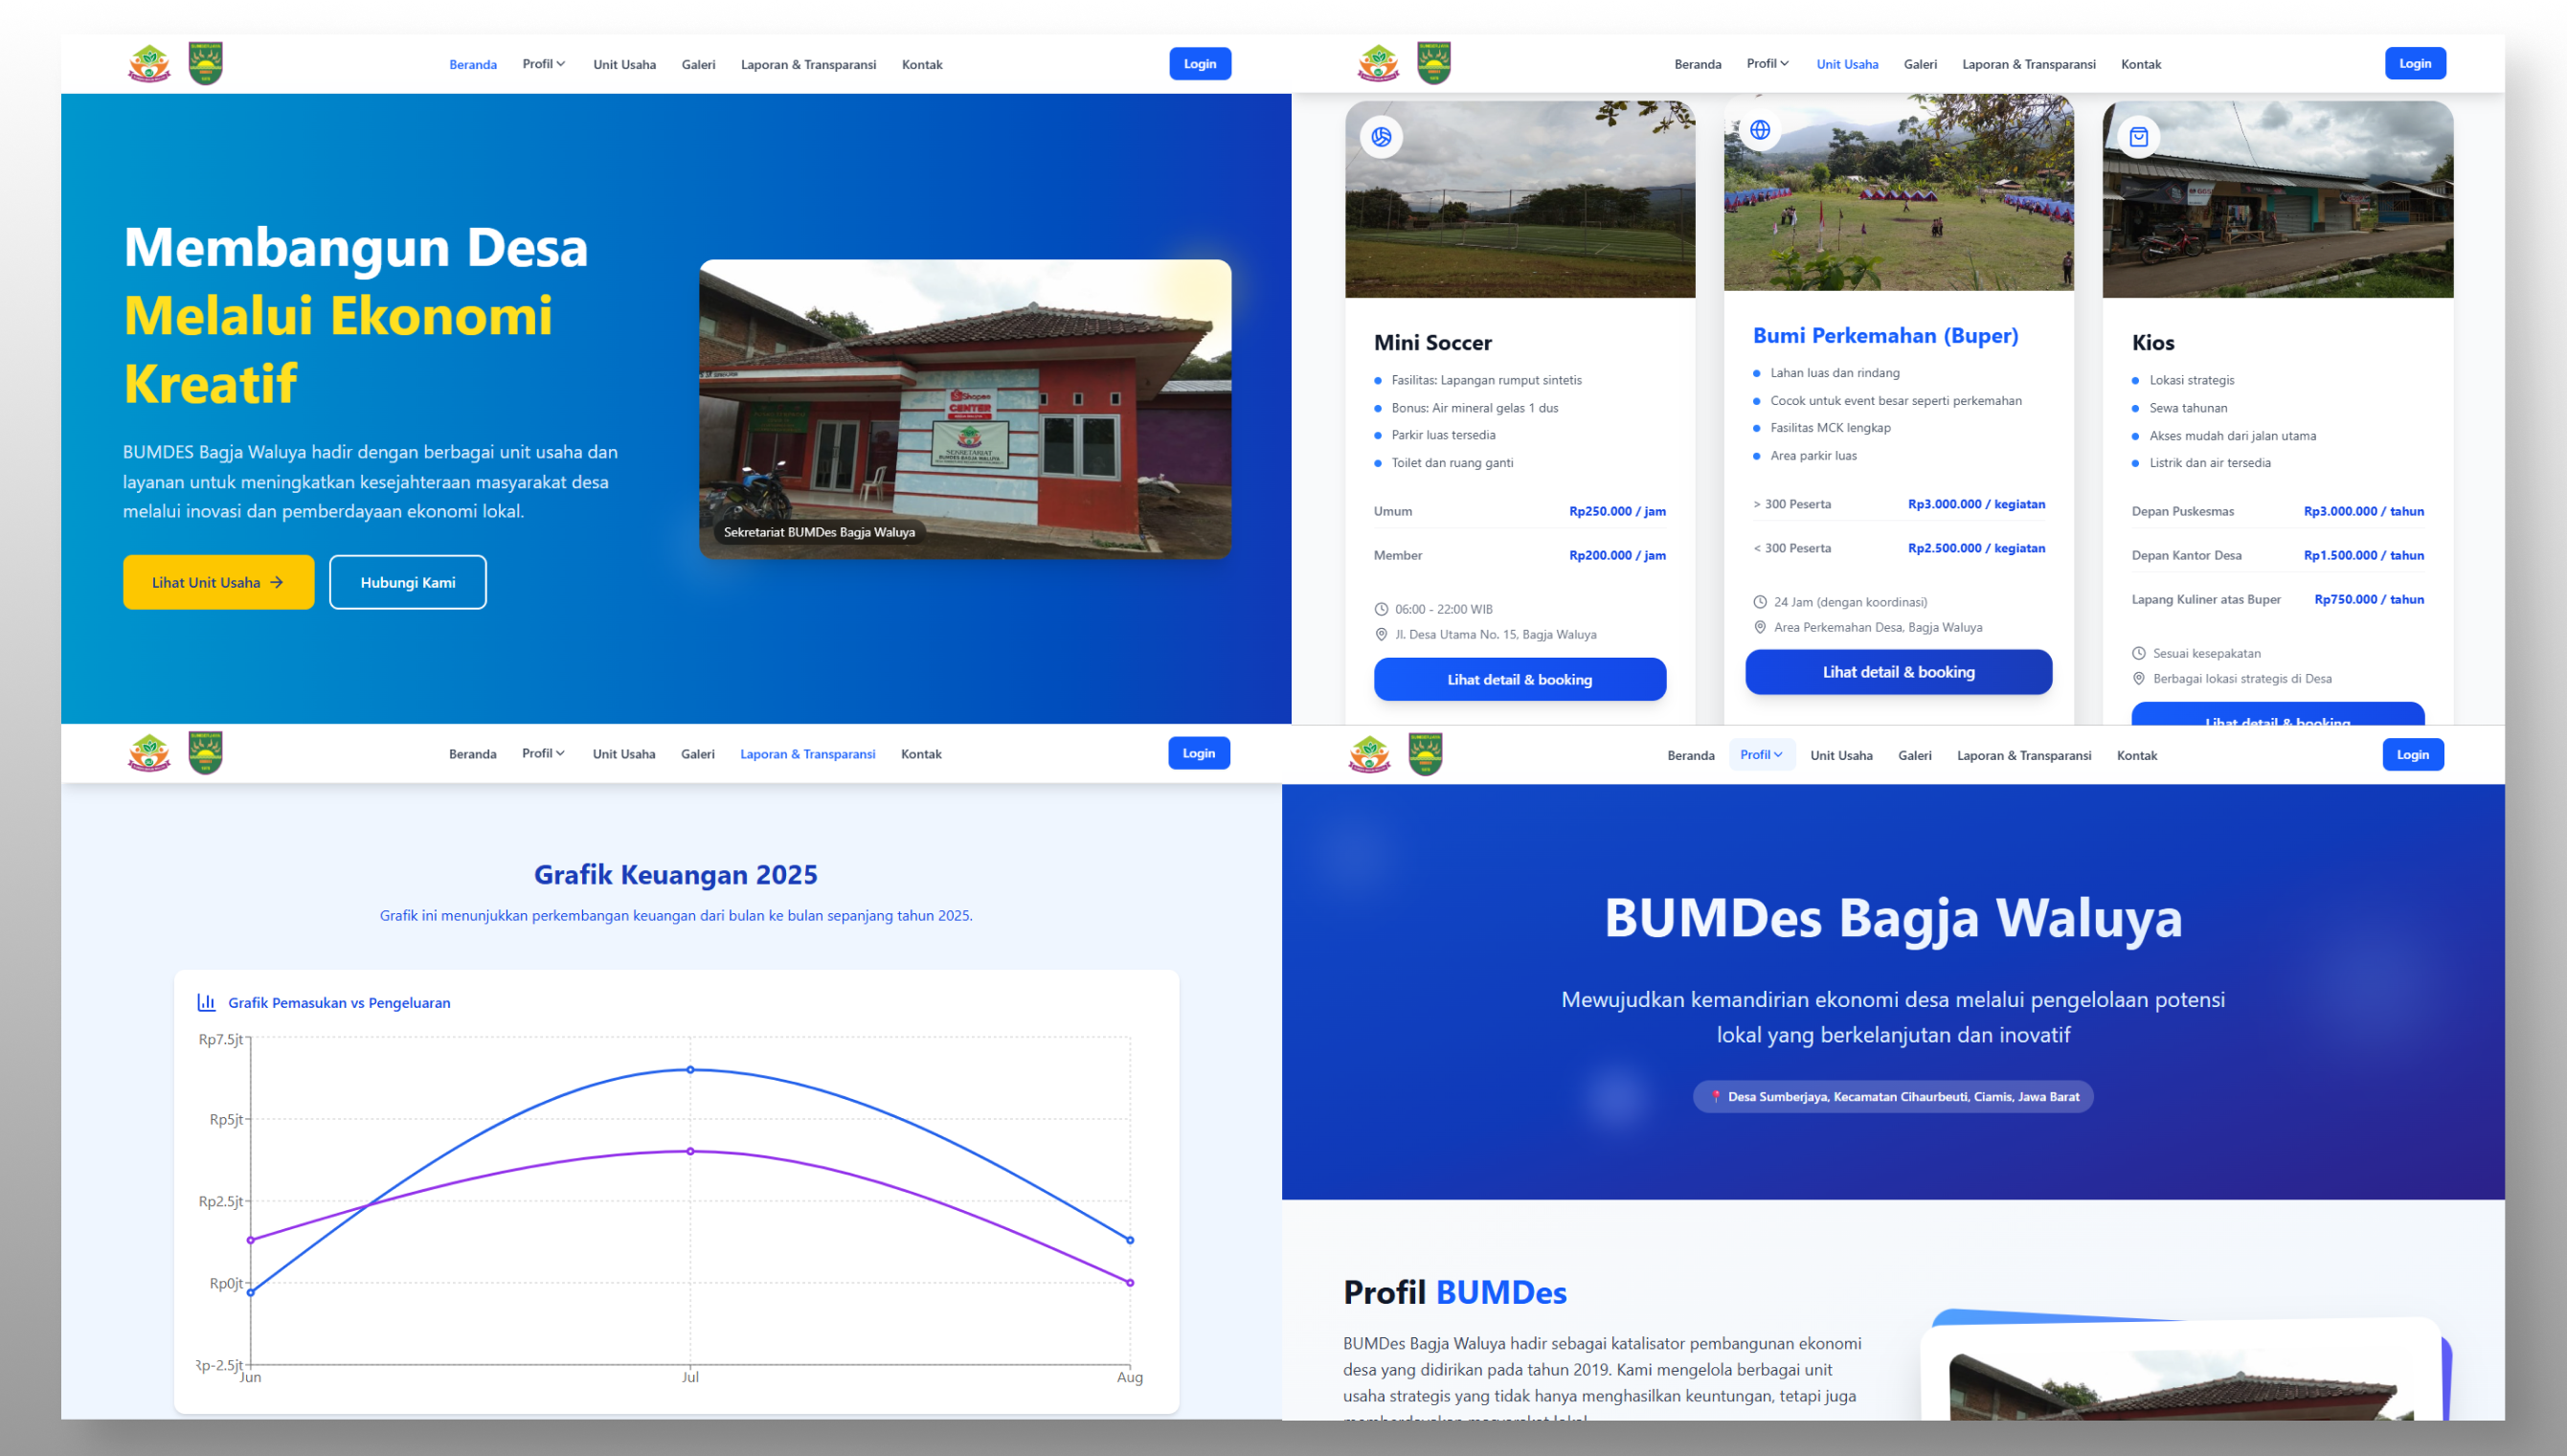 Beranda
Profil
Unit Usaha
Galeri
Laporan & Transparansi
Kontak
Login
Membangun Desa
Melalui Ekonomi
Kreatif
BUMDES Bagja Waluya hadir dengan berbagai unit usaha dan
layanan untuk meningkatkan kesejahteraan masyarakat desa
melalui inovasi dan pemberdayaan ekonomi lokal.
Lihat Unit Usaha
Hubungi Kami
Shopee
CENTER
SEKRETARIAT
BUMDES BAGJA WALUYA
Sekretariat BUMDes Bagja Waluya
Beranda
Profil
Unit Usaha
Galeri
Laporan & Transparansi
Kontak
Login
Mini Soccer
Fasilitas: Lapangan rumput sintetis
Bonus: Air mineral gelas 1 dus
Parkir luas tersedia
Toilet dan ruang ganti
Umum Rp250.000 / jam
Member Rp200.000 / jam
06:00 - 22:00 WIB
Jl. Desa Utama No. 15, Bagja Waluya
Lihat detail & booking
Bumi Perkemahan (Buper)
Lahan luas dan rindang
Cocok untuk event besar seperti perkemahan
Fasilitas MCK lengkap
Area parkir luas
> 300 Peserta Rp3.000.000 / kegiatan
< 300 Peserta Rp2.500.000 / kegiatan
24 Jam (dengan koordinasi)
Area Perkemahan Desa, Bagja Waluya
Lihat detail & booking
Kios
Lokasi strategis
Sewa tahunan
Akses mudah dari jalan utama
Listrik dan air tersedia
Depan Puskesmas Rp3.000.000 / tahun
Depan Kantor Desa Rp1.500.000 / tahun
Lapang Kuliner atas Buper Rp750.000 / tahun
Sesuai kesepakatan
Berbagai lokasi strategis di Desa
Lihat detail & booking
Beranda
Profil
Unit Usaha
Galeri
Laporan & Transparansi
Kontak
Login
Grafik Keuangan 2025
Grafik ini menunjukkan perkembangan keuangan dari bulan ke bulan sepanjang tahun 2025.
Grafik Pemasukan vs Pengeluaran
Rp7.5jt
Rp5jt
Rp2.5jt
Rp0jt
Rp-2.5jt
Jun
Jul
Aug
Beranda
Profil
Unit Usaha
Galeri
Laporan & Transparansi
Kontak
Login
BUMDes Bagja Waluya
Mewujudkan kemandirian ekonomi desa melalui pengelolaan potensi
lokal yang berkelanjutan dan inovatif
Desa Sumberjaya, Kecamatan Cihaurbeuti, Ciamis, Jawa Barat
Profil BUMDes
BUMDes Bagja Waluya hadir sebagai katalisator pembangunan ekonomi
desa yang didirikan pada tahun 2019. Kami mengelola berbagai unit
usaha strategis yang tidak hanya menghasilkan keuntungan, tetapi juga